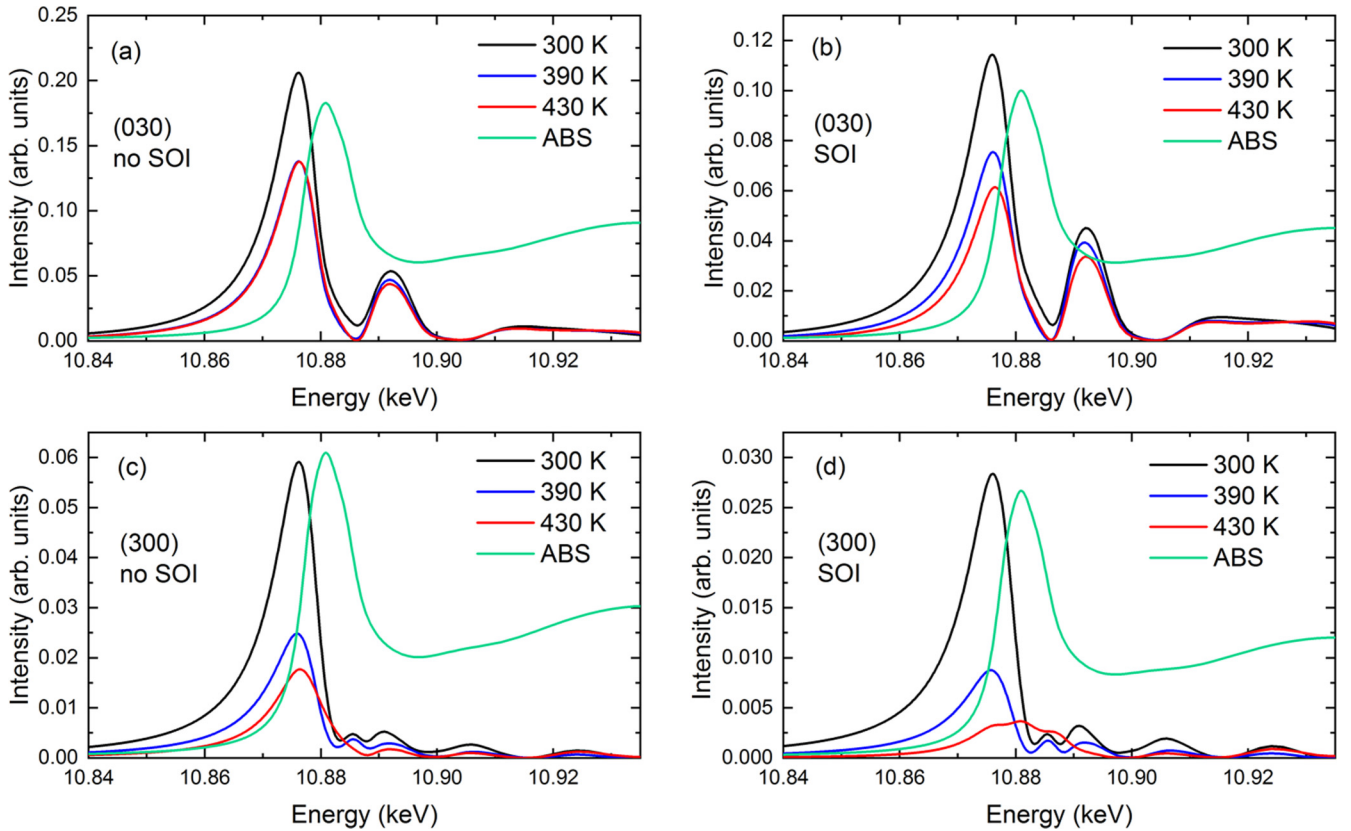 0.25
0.20
0.15
0.10
0.05
0.00
Intensity (arb. units)
(a)
(030)
no SOI
300 K
390 K
430 K
ABS
10.84 10.86 10.88 10.90 10.92
Energy (keV)
0.12
0.10
0.08
0.06
0.04
0.02
0.00
Intensity (arb. units)
(b)
(030)
SOI
300 K
390 K
430 K
ABS
10.84 10.86 10.88 10.90 10.92
Energy (keV)
0.06
0.05
0.04
0.03
0.02
0.01
0.00
Intensity (arb. units)
(c)
(300)
no SOI
300 K
390 K
430 K
ABS
10.84 10.86 10.88 10.90 10.92
Energy (keV)
0.030
0.025
0.020
0.015
0.010
0.005
0.000
Intensity (arb. units)
(d)
(300)
SOI
300 K
390 K
430 K
ABS
10.84 10.86 10.88 10.90 10.92
Energy (keV)